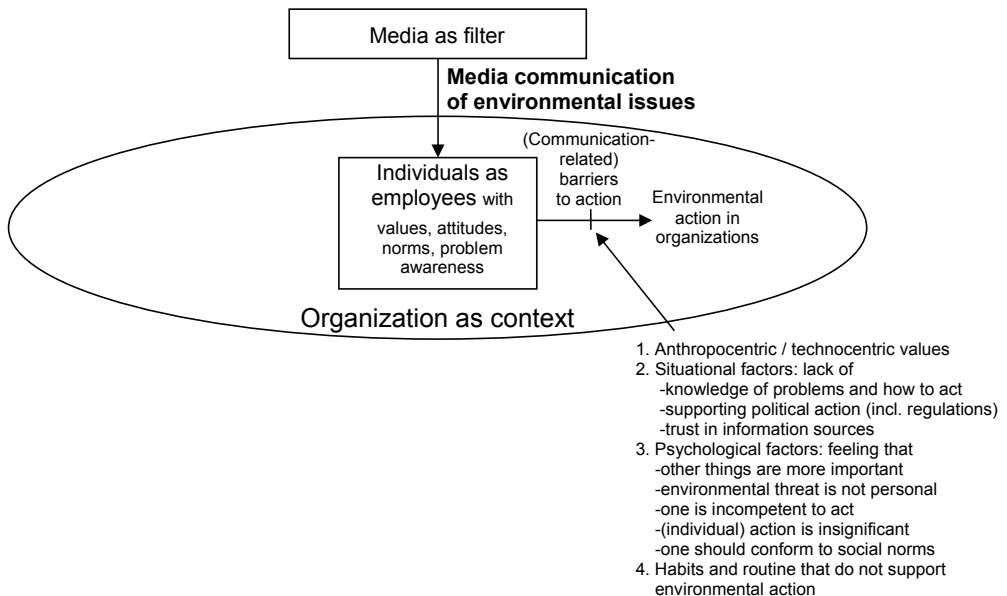 Media as filter
Media communication
of environmental issues
(Communication-
related)
barriers
to action
Individuals as
employees with
values, attitudes,
norms, problem
awareness
Environmental
action in
organizations
Organization as context
1. Anthropocentric / technocentric values
2. Situational factors: lack of
-knowledge of problems and how to act
-supporting political action (incl. regulations)
-trust in information sources
3. Psychological factors: feeling that
-other things are more important
-environmental threat is not personal
-one is incompetent to act
-(individual) action is insignificant
-one should conform to social norms
4. Habits and routine that do not support
environmental action